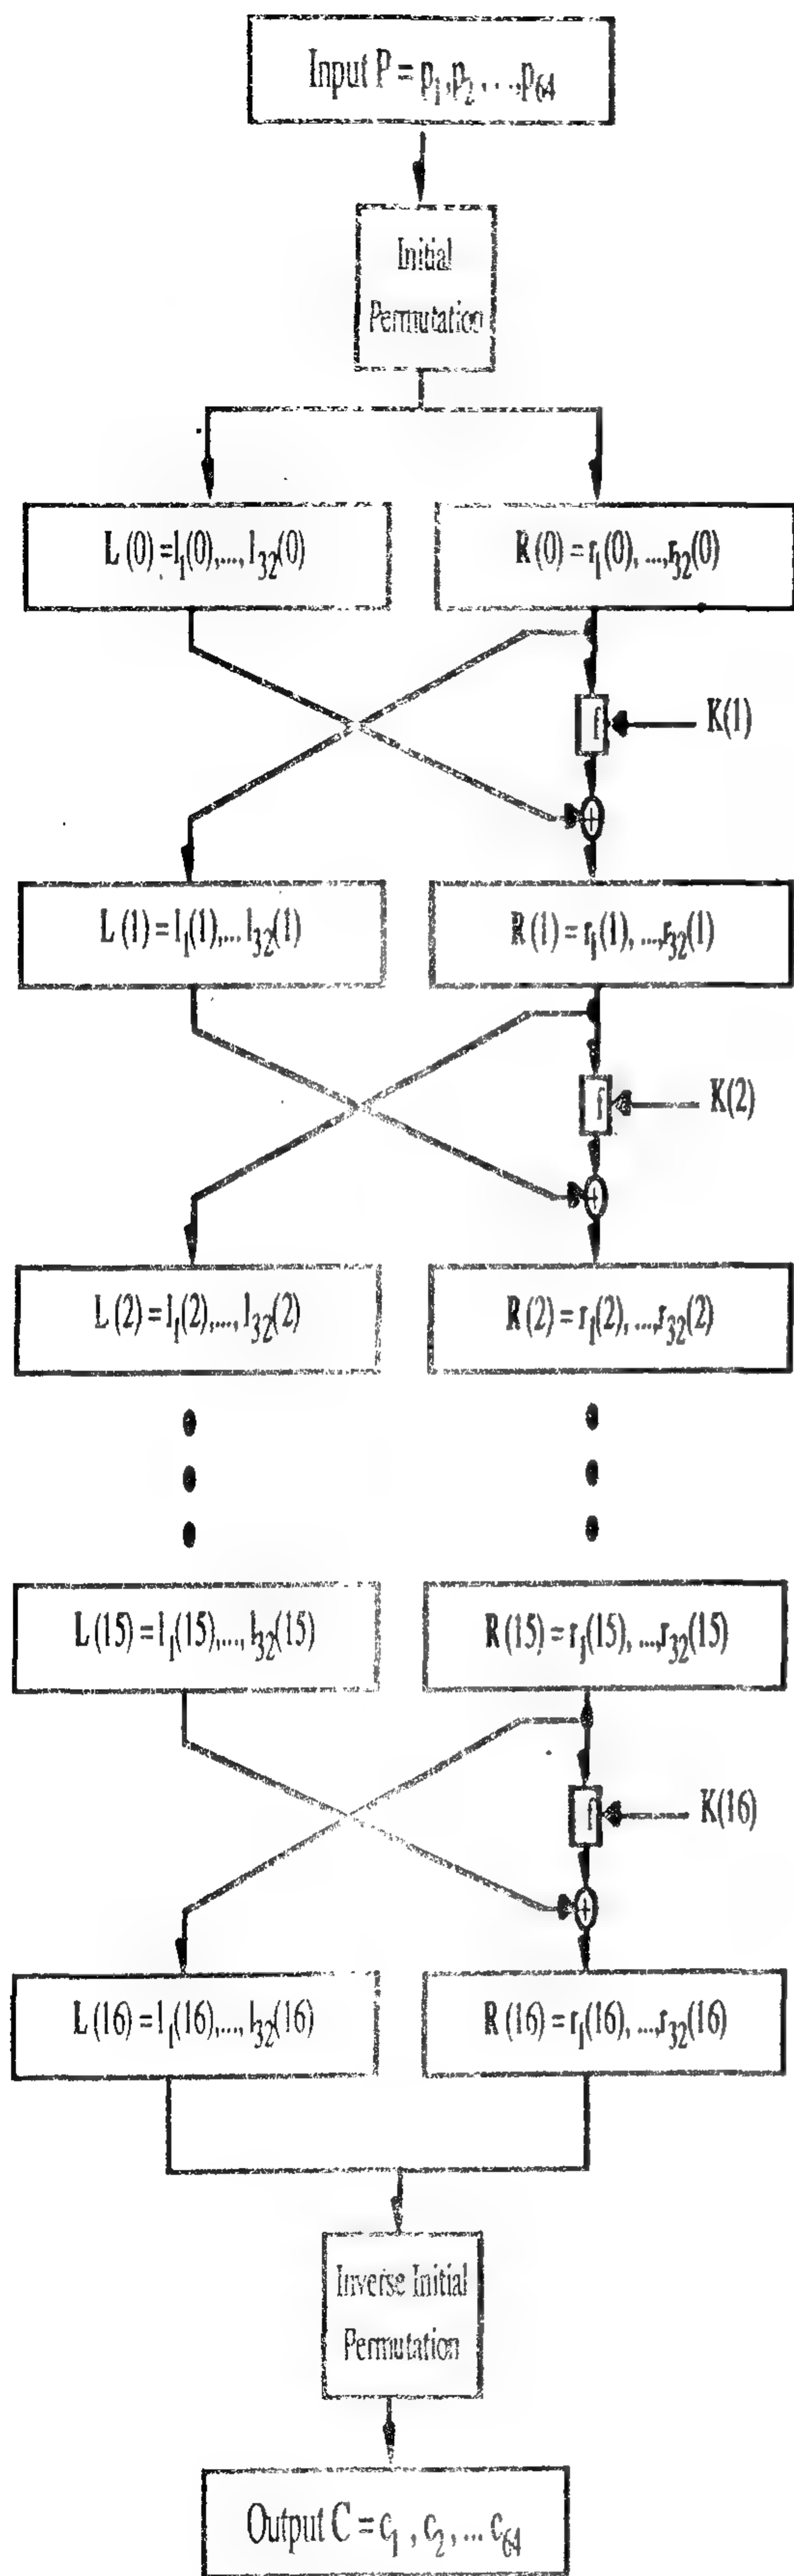 Input P = p₁,p₂ ...,p₆₄
Initial
Permutation
L (0) = l₁(0),..., l₃₂(0)
R (0) = r₁(0), ...,r₃₂(0)
f
K(1)
+
L (1) = l₁(1),... l₃₂(1)
R (1) = r₁(1), ...,r₃₂(1)
f
K(2)
+
L (2) = l₁(2),..., l₃₂(2)
R (2) = r₁(2), ...,r₃₂(2)
L (15) = l₁(15),..., l₃₂(15)
R (15) = r₁(15), ...,r₃₂(15)
f
K(16)
+
L (16) = l₁(16),..., l₃₂(16)
R (16) = r₁(16), ...,r₃₂(16)
Inverse Initial
Permutation
Output C = c₁ , c₂, ... c₆₄